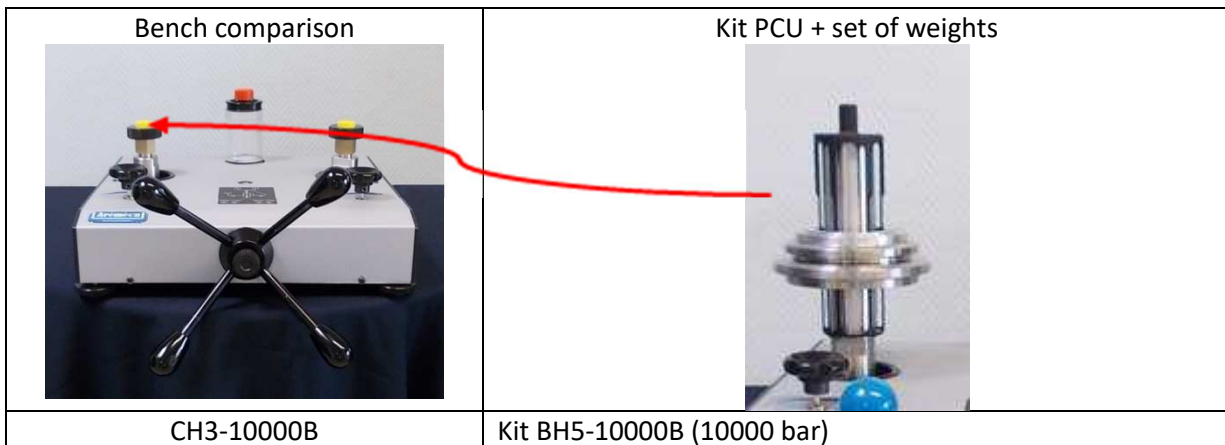 Bench comparison
Kit PCU + set of weights
CH3-10000B
Kit BH5-10000B (10000 bar)